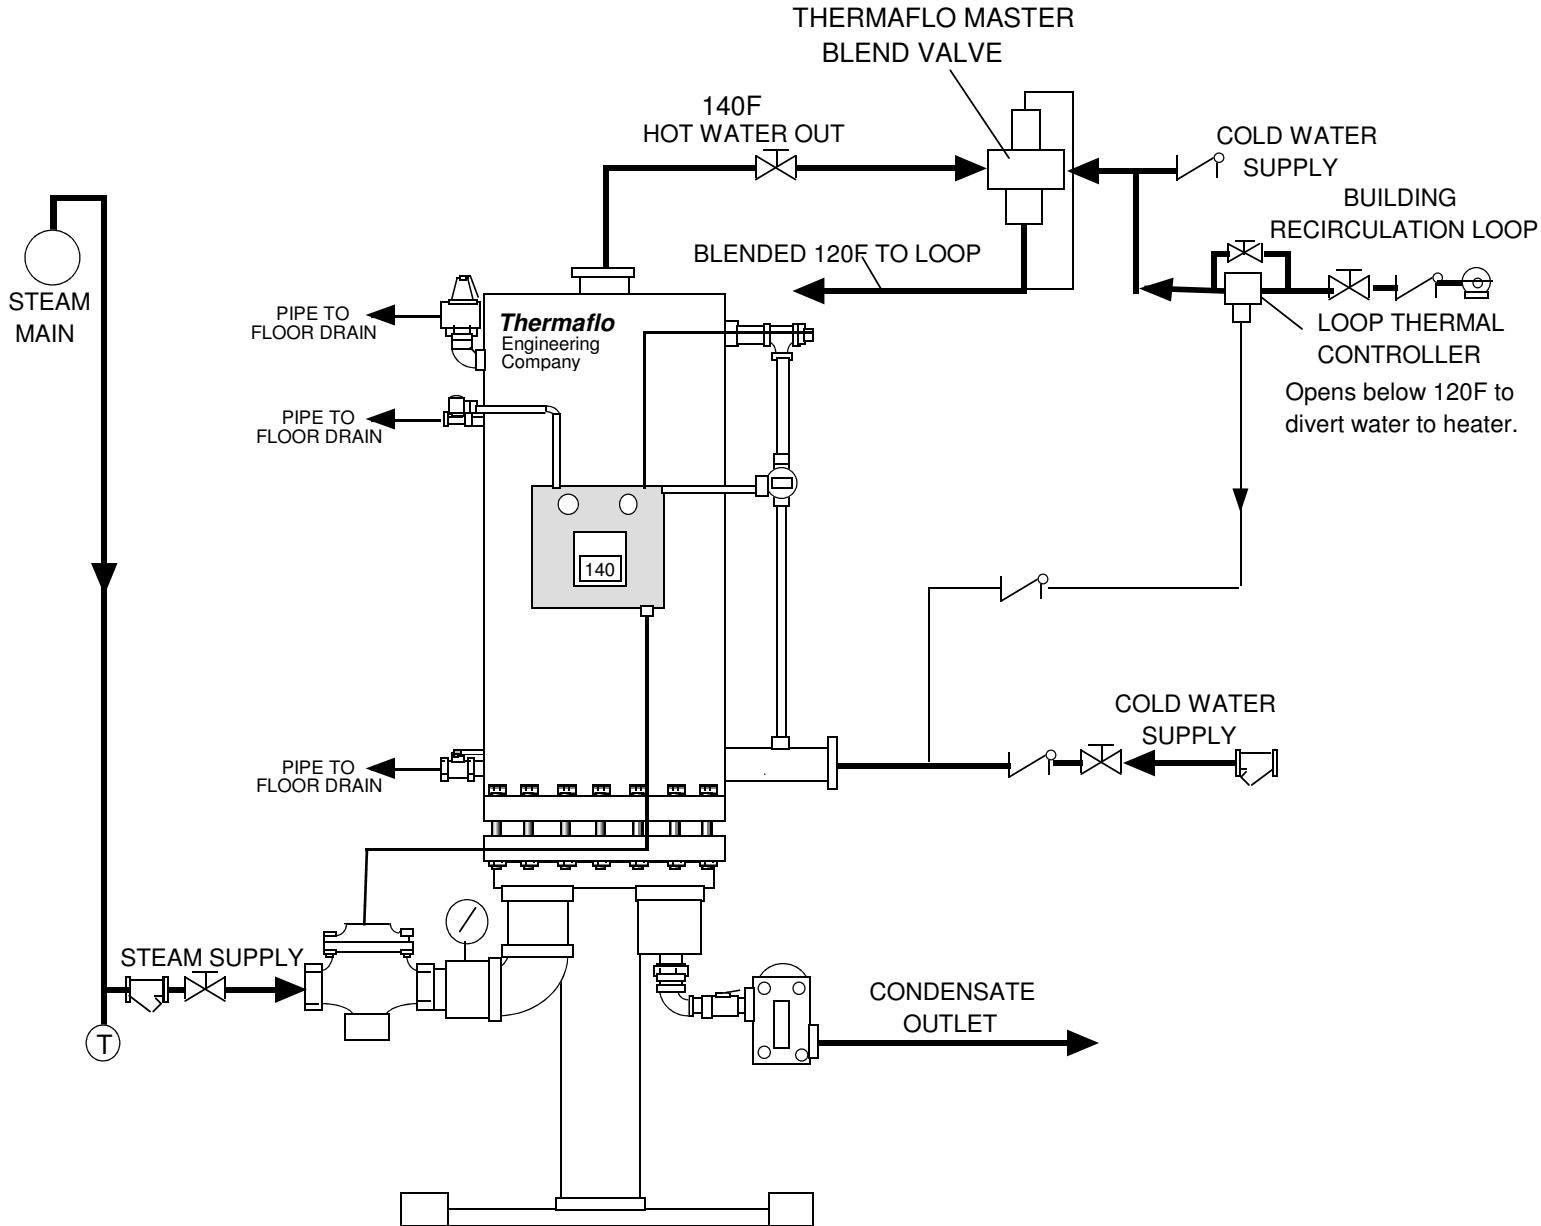 THERMAFLO MASTER
BLEND VALVE
140F
HOT WATER OUT
COLD WATER
SUPPLY
BUILDING
RECIRCULATION LOOP
BLENDED 120F TO LOOP
STEAM
MAIN
PIPE TO
FLOOR DRAIN
Thermaflo
Engineering
Company
LOOP THERMAL
CONTROLLER
Opens below 120F to
divert water to heater.
PIPE TO
FLOOR DRAIN
140
COLD WATER
SUPPLY
PIPE TO
FLOOR DRAIN
STEAM SUPPLY
CONDENSATE
OUTLET
T